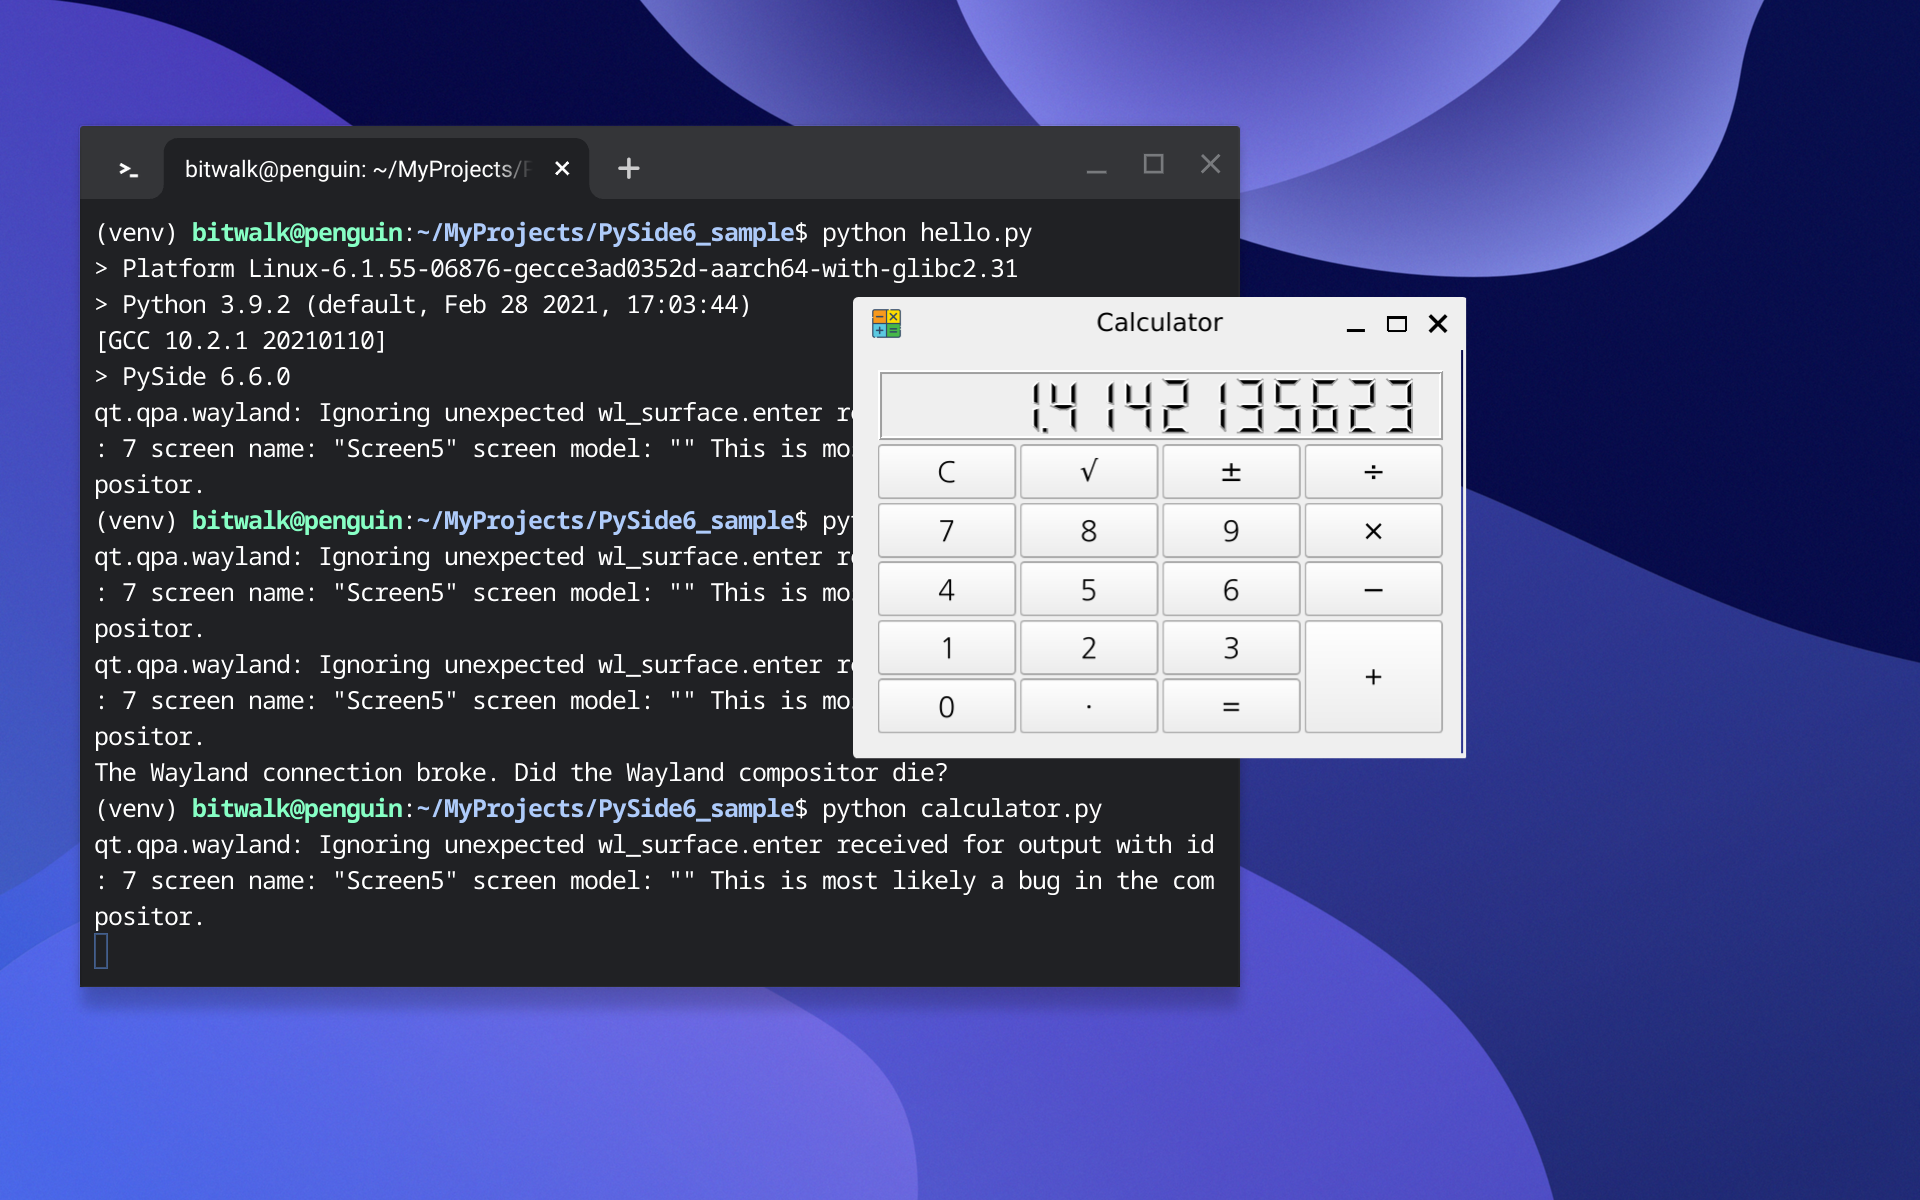 bitwalk@penguin: ~/MyProjects/
(venv) bitwalk@penguin:~/MyProjects/PySide6_sample$ python hello.py
> Platform Linux-6.1.55-06876-gecce3ad0352d-aarch64-with-glibc2.31
> Python 3.9.2 (default, Feb 28 2021, 17:03:44)
[GCC 10.2.1 20210110]
> PySide 6.6.0
qt.qpa.wayland: Ignoring unexpected wl_surface.enter
: 7 screen name: "Screen5" screen model: "" This is
positor.
(venv) bitwalk@penguin:~/MyProjects/PySide6_sample$
qt.qpa.wayland: Ignoring unexpected wl_surface.enter
: 7 screen name: "Screen5" screen model: "" This is
positor.
qt.qpa.wayland: Ignoring unexpected wl_surface.enter
: 7 screen name: "Screen5" screen model: "" This is
positor.
The Wayland connection broke. Did the Wayland compositor die?
(venv) bitwalk@penguin:~/MyProjects/PySide6_sample$ python calculator.py
qt.qpa.wayland: Ignoring unexpected wl_surface.enter received for output with id
: 7 screen name: "Screen5" screen model: "" This is most likely a bug in the com
positor.
Calculator
1.4142135623
C √ ± ÷
7 8 9 ×
4 5 6 −
1 2 3 +
0 · =